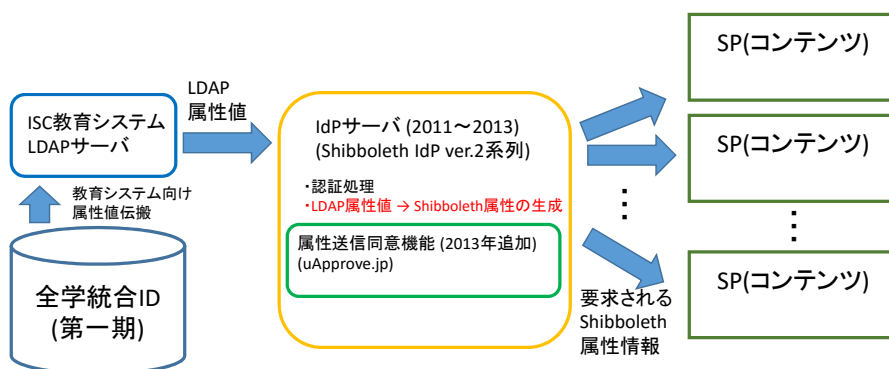 LDAP
属性値
ISC教育システム
LDAPサーバ
教育システム向け
属性値伝搬
全学統合ID
(第一期)
IdPサーバ (2011～2013)
(Shibboleth IdP ver.2系列)
・認証処理
・LDAP属性値 → Shibboleth属性の生成
属性送信同意機能 (2013年追加)
(uApprove.jp)
要求される
Shibboleth
属性情報
SP(コンテンツ)
SP(コンテンツ)
SP(コンテンツ)